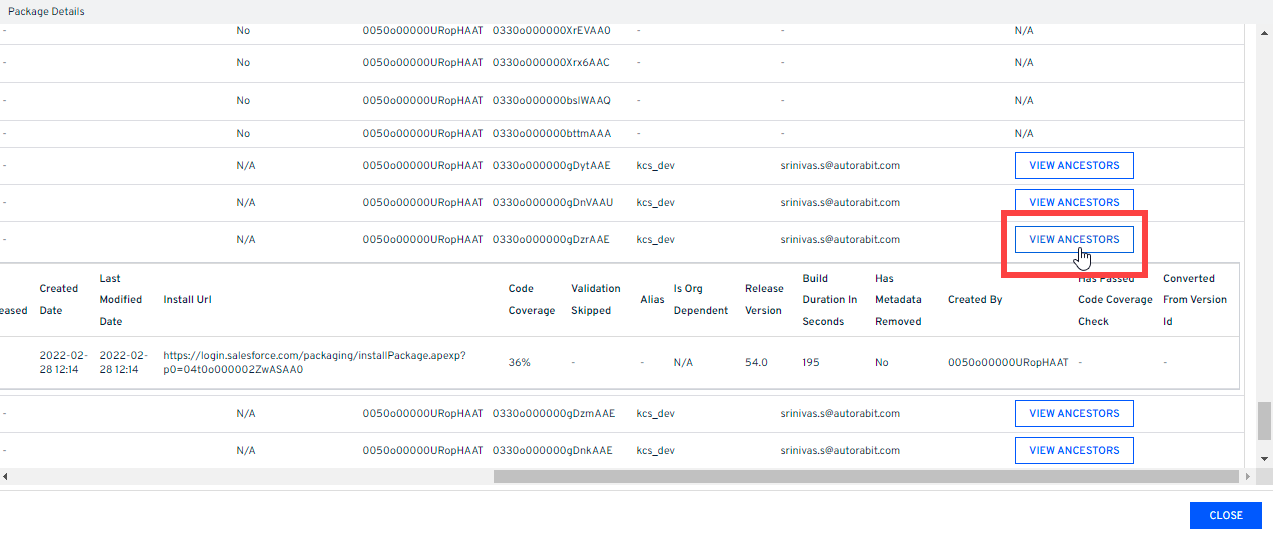 Package Details
- No 0050o00000URopHAAT 0330o000000XrEVAA0 - - N/A
- No 0050o00000URopHAAT 0330o000000Xrx6AAC - - N/A
- No 0050o00000URopHAAT 0330o000000bslWAAQ - - N/A
- No 0050o00000URopHAAT 0330o000000bttmAAA - - N/A
- N/A 0050o00000URopHAAT 0330o000000gDytAAE kcs_dev srinivas.s@autorabit.com VIEW ANCESTORS
- N/A 0050o00000URopHAAT 0330o000000gDnVAAU kcs_dev srinivas.s@autorabit.com VIEW ANCESTORS
- N/A 0050o00000URopHAAT 0330o000000gDzrAAE kcs_dev srinivas.s@autorabit.com VIEW ANCESTORS
Last Build Has Has Passed Converted
Created Code Validation Is Org Release
Modified Install Url Alias Duration In Metadata Created By Code Coverage From Version
eased Date Coverage Skipped Dependent Version
Date Seconds Removed Check Id
2022-02- 2022-02- https://login.salesforce.com/packaging/installPackage.apexp?
36% - - N/A 54.0 195 No 0050o00000URopHAAT - -
28 12:14 28 12:14 p0=04t0o000002ZwASAA0
- N/A 0050o00000URopHAAT 0330o000000gDzmAAE kcs_dev srinivas.s@autorabit.com VIEW ANCESTORS
- N/A 0050o00000URopHAAT 0330o000000gDnkAAE kcs_dev srinivas.s@autorabit.com VIEW ANCESTORS
CLOSE